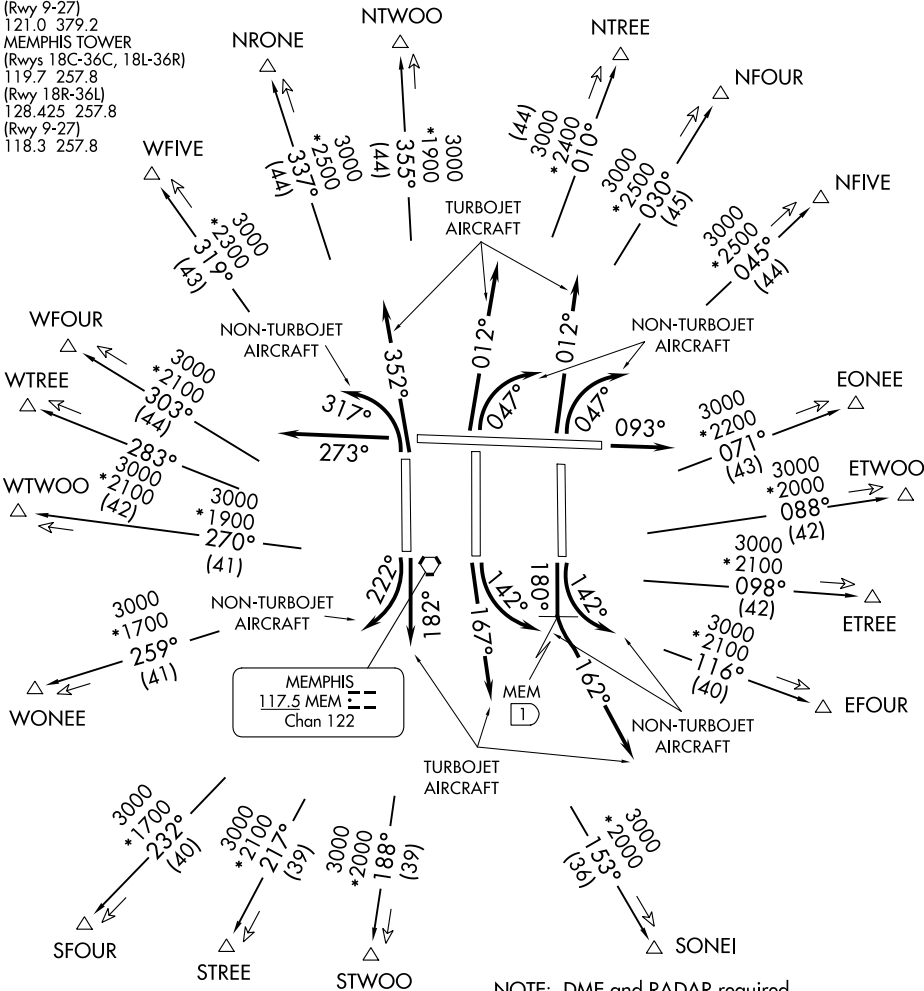 (Rwy 9-27)
121.0 379.2
MEMPHIS TOWER
(Rwys 18C-36C, 18L-36R)
119.7 257.8
(Rwy 18R-36L)
128.425 257.8
(Rwy 9-27)
118.3 257.8
NTWOO
3000
*1900
355°
(44)
NRONE
3000
*2500
337°
(44)
NTREE
(44)
3000
*2400
010°
NFOUR
3000
*2500
030°
(45)
WFIVE
3000
*2300
319°
(43)
NFIVE
3000
*2500
045°
(44)
TURBOJET
AIRCRAFT
NON-TURBOJET
AIRCRAFT
NON-TURBOJET
AIRCRAFT
352°
012°
012°
317°
047°
047°
273°
093°
WFOUR
3000
*2100
303°
(44)
WTREE
283°
3000
*2100
(42)
WTWOO
3000
*1900
270°
(41)
EONEE
3000
*2200
071°
(43)
ETWOO
3000
*2000
088°
(42)
3000
*2100
098°
(42)
ETREE
3000
*2100
116°
(40)
EFOUR
3000
*1700
259°
(41)
WONEE
NON-TURBOJET
AIRCRAFT
222°
182°
167°
142°
180°
142°
162°
MEMPHIS
117.5 MEM
Chan 122
MEM
1
NON-TURBOJET
AIRCRAFT
TURBOJET
AIRCRAFT
3000
*1700
232°
(40)
SFOUR
3000
*2100
217°
(39)
STREE
3000
*2000
188°
(39)
STWOO
3000
*2000
153°
(36)
SONEI
NOTE: DME and RADAR required.